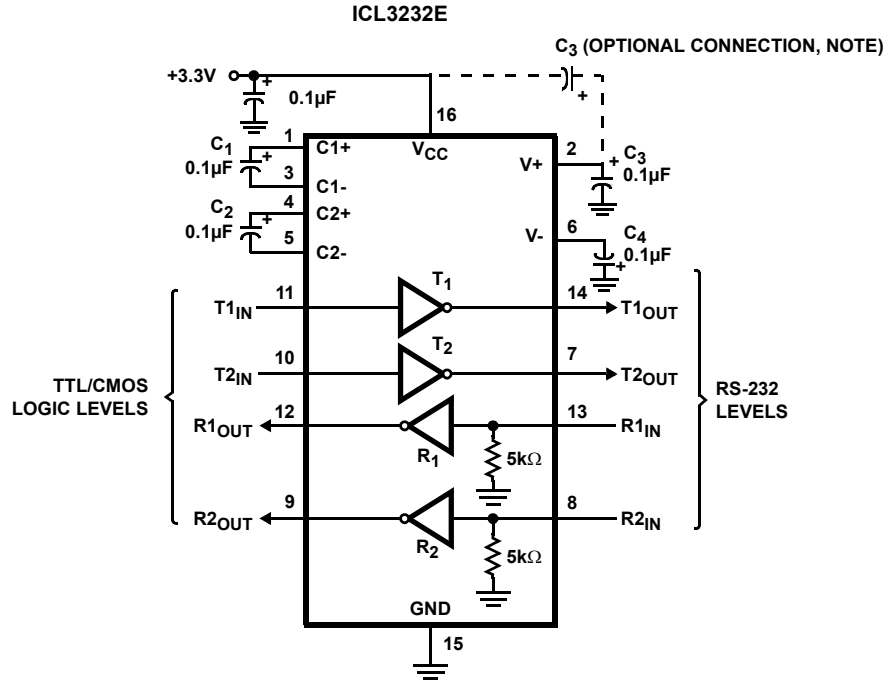 ICL3232E
C3 (OPTIONAL CONNECTION, NOTE)
+3.3V
+
0.1µF
+
16
1
C1
0.1µF
+
C1+
VCC
3
C1-
V+
2
+
C3
0.1µF
4
C2
0.1µF
+
C2+
5
C2-
V-
6
C4
0.1µF
+
T1
T1IN
11
14
T1OUT
T2
T2IN
10
7
T2OUT
TTL/CMOS
LOGIC LEVELS
RS-232
LEVELS
R1OUT
12
13
R1IN
R1
5kΩ
R2OUT
9
8
R2IN
R2
5kΩ
GND
15